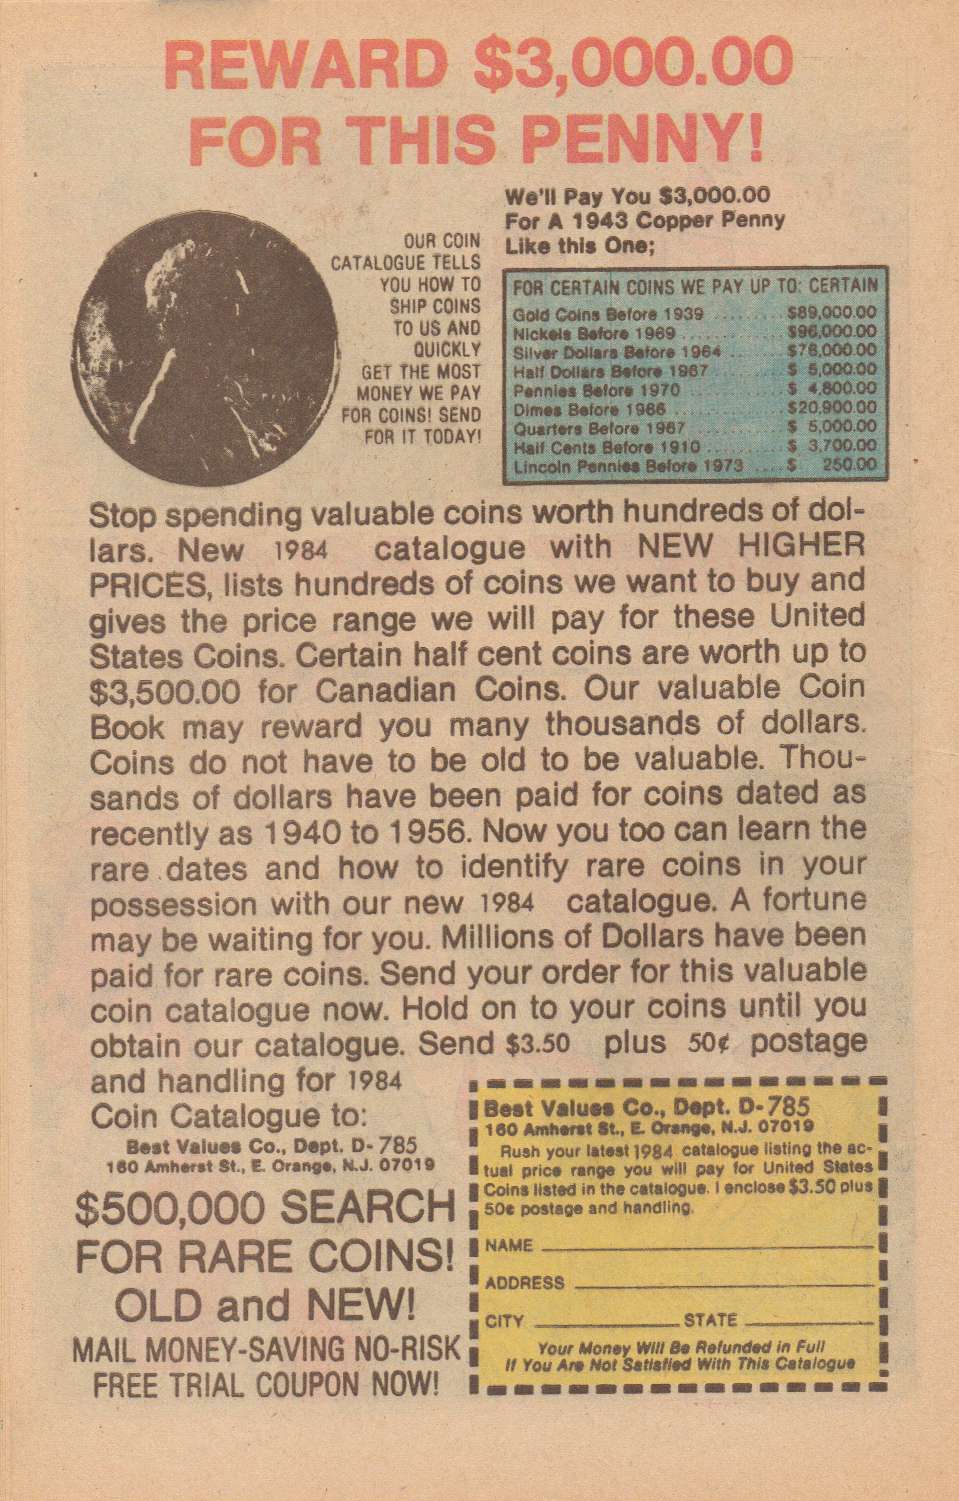 REWARD $3,000.00
FOR THIS PENNY!
We'll Pay You $3,000.00
For A 1943 Copper Penny
Like this One;
OUR COIN
CATALOGUE TELLS
YOU HOW TO
SHIP COINS
TO US AND
QUICKLY
GET THE MOST
MONEY WE PAY
FOR COINS! SEND
FOR IT TODAY!
FOR CERTAIN COINS WE PAY UP TO: CERTAIN
Gold Coins Before 1939 ......... $89,000.00
Nickels Before 1969 ............ $96,000.00
Silver Dollars Before 1964 .. $76,000.00
Half Dollars Before 1967 ....... $ 5,000.00
Pennies Before 1970 ............ $ 4,800.00
Dimes Before 1966 .............. $20,900.00
Quarters Before 1967 ........... $ 5,000.00
Half Cents Before 1910 ......... $ 3,700.00
Lincoln Pennies Before 1973 .... $ 250.00
Stop spending valuable coins worth hundreds of dol-
lars. New 1984 catalogue with NEW HIGHER
PRICES, lists hundreds of coins we want to buy and
gives the price range we will pay for these United
States Coins. Certain half cent coins are worth up to
$3,500.00 for Canadian Coins. Our valuable Coin
Book may reward you many thousands of dollars.
Coins do not have to be old to be valuable. Thou-
sands of dollars have been paid for coins dated as
recently as 1940 to 1956. Now you too can learn the
rare dates and how to identify rare coins in your
possession with our new 1984 catalogue. A fortune
may be waiting for you. Millions of Dollars have been
paid for rare coins. Send your order for this valuable
coin catalogue now. Hold on to your coins until you
obtain our catalogue. Send $3.50 plus 50¢ postage
and handling for 1984
Coin Catalogue to:
Best Values Co., Dept. D- 785
160 Amherst St., E. Orange, N.J. 07019
$500,000 SEARCH
FOR RARE COINS!
OLD and NEW!
MAIL MONEY-SAVING NO-RISK
FREE TRIAL COUPON NOW!
Best Values Co., Dept. D-785
160 Amherst St., E. Orange, N.J. 07019
Rush your latest 1984 catalogue listing the ac-
tual price range you will pay for United States
Coins listed in the catalogue. I enclose $3.50 plus
50¢ postage and handling.
NAME
ADDRESS
CITY STATE
Your Money Will Be Refunded in Full
If You Are Not Satisfied With This Catalogue